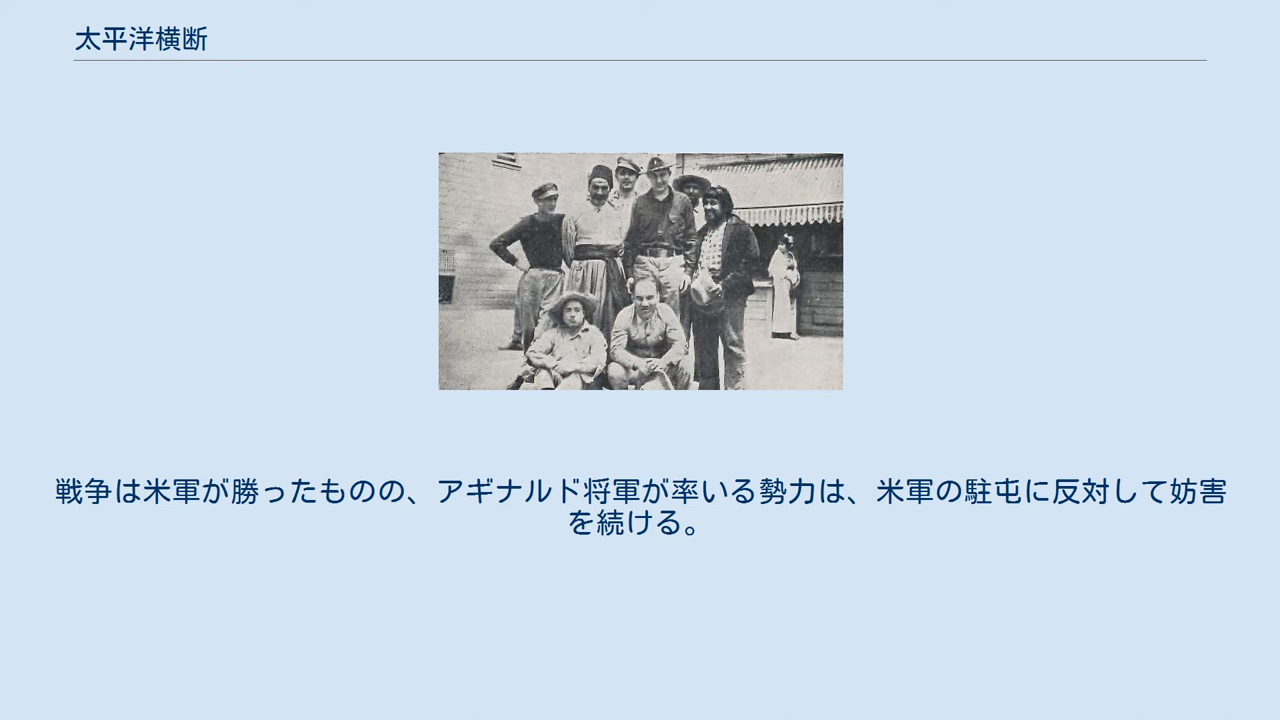 太平洋横断
戦争は米軍が勝ったものの、アギナルド将軍が率いる勢力は、米軍の駐屯に反対して妨害
を続ける。